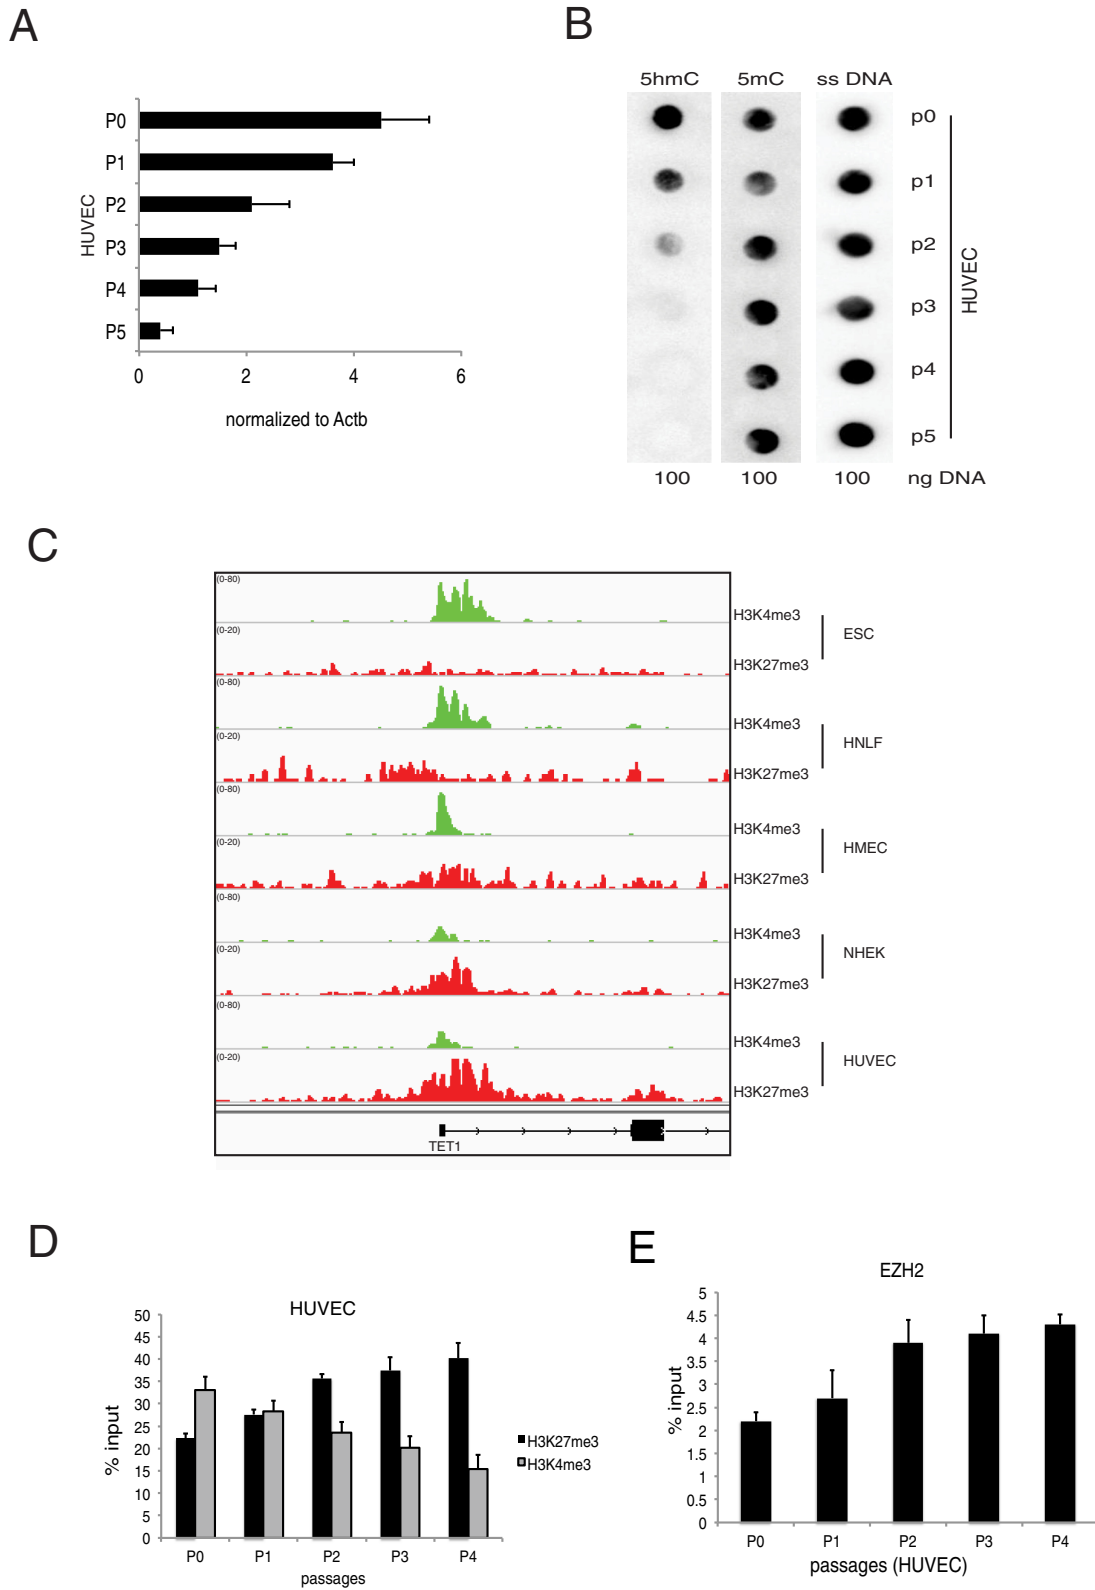 A
HUVEC
P0
P1
P2
P3
P4
P5
0 2 4 6
normalized to Actb
B
5hmC 5mC ss DNA
p0
p1
p2
p3
p4
p5
HUVEC
100 100 100 ng DNA
C
(0-80)
H3K4me3
(0-20)
H3K27me3
ESC
(0-80)
H3K4me3
(0-20)
H3K27me3
HNLF
(0-80)
H3K4me3
(0-20)
H3K27me3
HMEC
(0-80)
H3K4me3
(0-20)
H3K27me3
NHEK
(0-80)
H3K4me3
(0-20)
H3K27me3
HUVEC
TET1
D
HUVEC
% input
50
45
40
35
30
25
20
15
10
5
0
P0 P1 P2 P3 P4
passages
H3K27me3
H3K4me3
E
EZH2
% input
5
4.5
4
3.5
3
2.5
2
1.5
1
0.5
0
P0 P1 P2 P3 P4
passages (HUVEC)